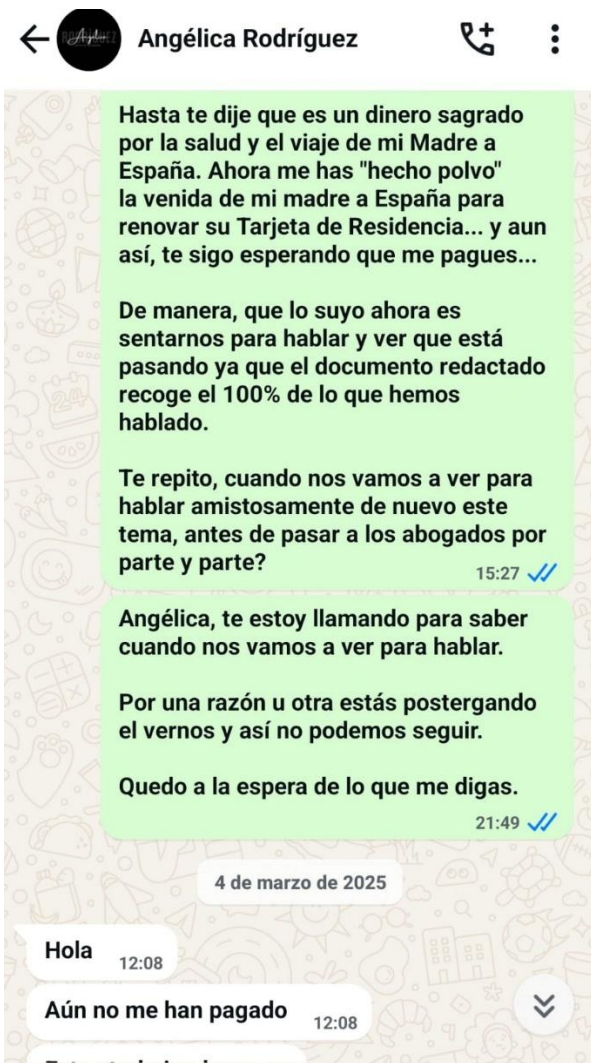 Angélica Rodríguez
Hasta te dije que es un dinero sagrado
por la salud y el viaje de mi Madre a
España. Ahora me has "hecho polvo"
la venida de mi madre a España para
renovar su Tarjeta de Residencia... y aun
así, te sigo esperando que me pagues...
De manera, que lo suyo ahora es
sentarnos para hablar y ver que está
pasando ya que el documento redactado
recoge el 100% de lo que hemos
hablado.
Te repito, cuando nos vamos a ver para
hablar amistosamente de nuevo este
tema, antes de pasar a los abogados por
parte y parte?
15:27
Angélica, te estoy llamando para saber
cuando nos vamos a ver para hablar.
Por una razón u otra estás postergando
el vernos y así no podemos seguir.
Quedo a la espera de lo que me digas.
21:49
4 de marzo de 2025
Hola 12:08
Aún no me han pagado 12:08